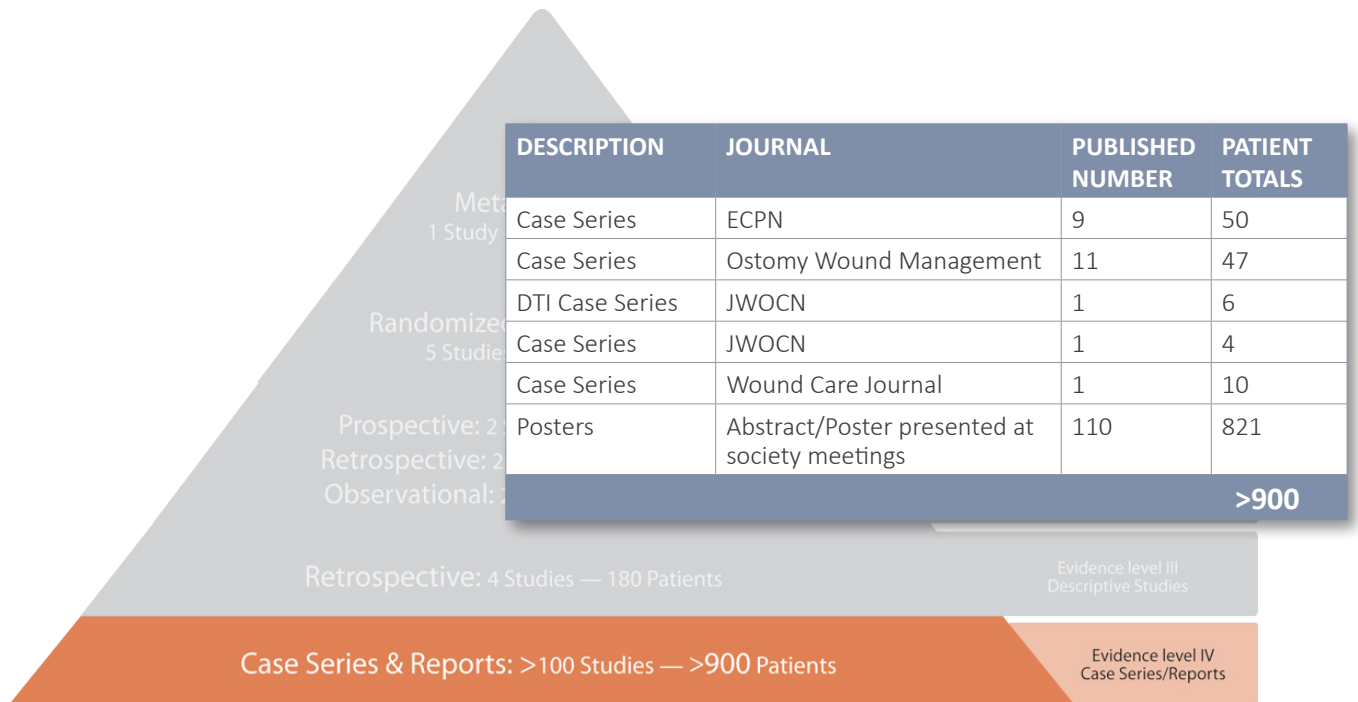 DESCRIPTION JOURNAL PUBLISHED NUMBER PATIENT TOTALS
Case Series ECPN 9 50
Case Series Ostomy Wound Management 11 47
DTI Case Series JWOCN 1 6
Case Series JWOCN 1 4
Case Series Wound Care Journal 1 10
Posters Abstract/Poster presented at society meetings 110 821
>900
1 Study
Randomized
5 Studies
Prospective: 2
Retrospective: 2
Observational:
Retrospective: 4 Studies — 180 Patients
Evidence level III
Descriptive Studies
Case Series & Reports: >100 Studies — >900 Patients
Evidence level IV
Case Series/Reports